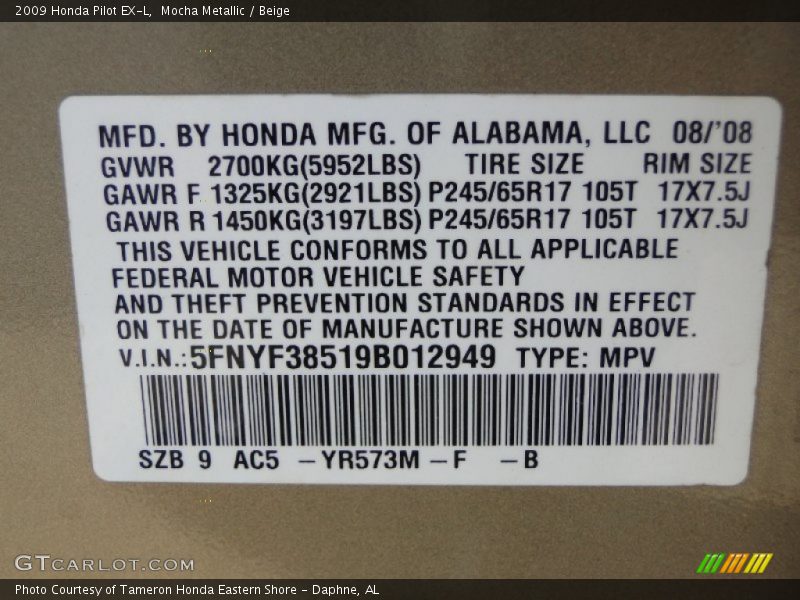 2009 Honda Pilot EX-L,  Mocha Metallic / Beige
MFD. BY HONDA MFG. OF ALABAMA, LLC 08/'08
GVWR 2700KG(5952LBS) TIRE SIZE RIM SIZE
GAWR F 1325KG(2921LBS) P245/65R17 105T 17X7.5J
GAWR R 1450KG(3197LBS) P245/65R17 105T 17X7.5J
THIS VEHICLE CONFORMS TO ALL APPLICABLE
FEDERAL MOTOR VEHICLE SAFETY
AND THEFT PREVENTION STANDARDS IN EFFECT
ON THE DATE OF MANUFACTURE SHOWN ABOVE.
V.I.N.:5FNYF38519B012949 TYPE: MPV
SZB 9 AC5 –YR573M–F –B
GTCARLOT.COM
Photo Courtesy of Tameron Honda Eastern Shore – Daphne, AL